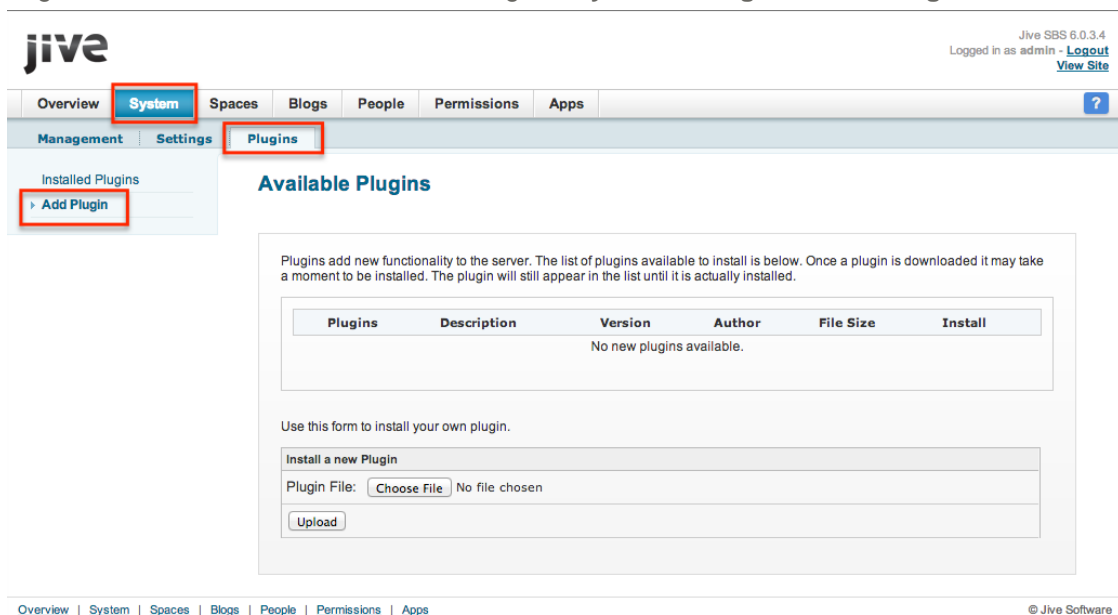 jive
Jive SBS 6.0.3.4
Logged in as admin - Logout
View Site
Overview System Spaces Blogs People Permissions Apps ?
Management Settings Plugins
Installed Plugins
Add Plugin
Available Plugins
Plugins add new functionality to the server. The list of plugins available to install is below. Once a plugin is downloaded it may take
a moment to be installed. The plugin will still appear in the list until it is actually installed.
Plugins Description Version Author File Size Install
No new plugins available.
Use this form to install your own plugin.
Install a new Plugin
Plugin File: Choose File No file chosen
Upload
Overview | System | Spaces | Blogs | People | Permissions | Apps
© Jive Software